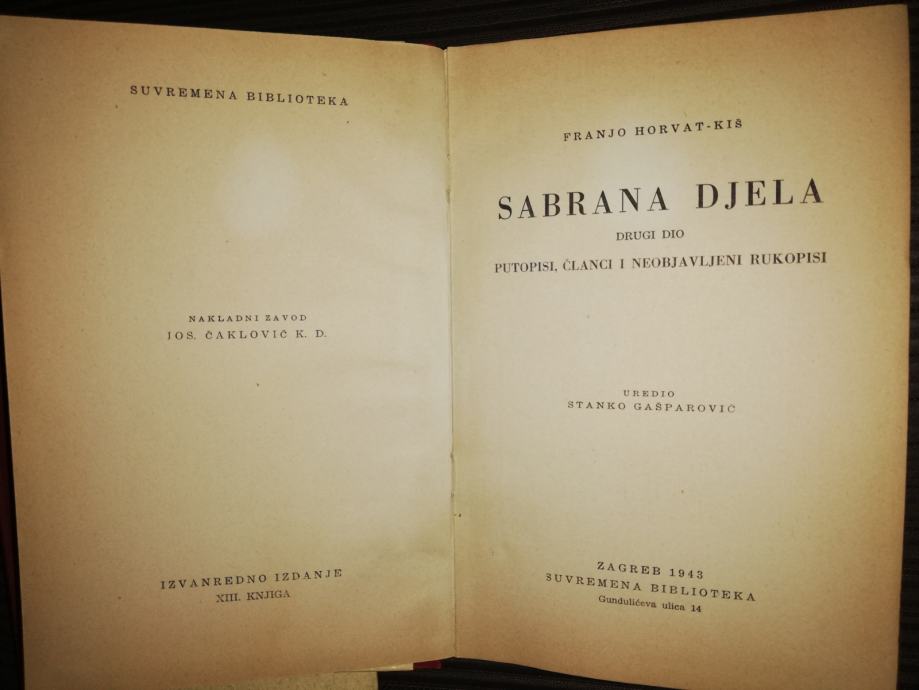 SUVREMENA BIBLIOTEKA
NAKLADNI ZAVOD
JOS. ČAKLOVIĆ K. D.
IZVANREDNO IZDANJE
XIII. KNJIGA
FRANJO HORVAT-KIŠ
SABRANA DJELA
DRUGI DIO
PUTOPISI, ČLANCI I NEOBJAVLJENI RUKOPISI
UREDIO
STANKO GAŠPAROVIĆ
ZAGREB 1943
SUVREMENA BIBLIOTEKA
Gundulićeva ulica 14